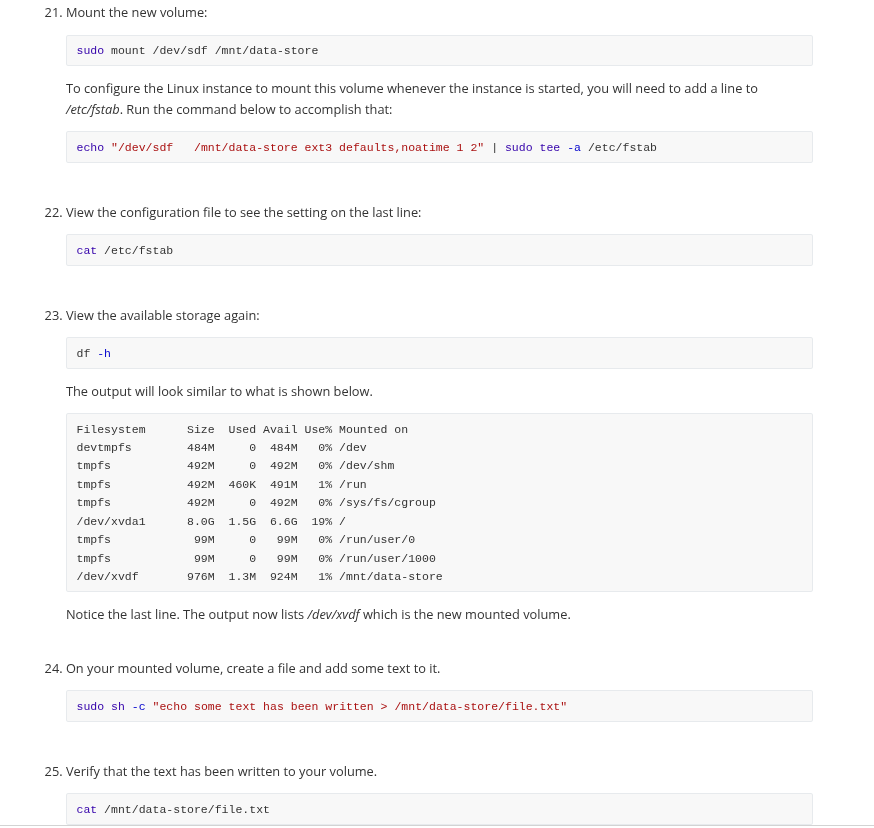 21. Mount the new volume:
sudo mount /dev/sdf /mnt/data-store
To configure the Linux instance to mount this volume whenever the instance is started, you will need to add a line to
/etc/fstab. Run the command below to accomplish that:
echo "/dev/sdf   /mnt/data-store ext3 defaults,noatime 1 2" | sudo tee -a /etc/fstab
22. View the configuration file to see the setting on the last line:
cat /etc/fstab
23. View the available storage again:
df -h
The output will look similar to what is shown below.
Filesystem      Size  Used Avail Use% Mounted on
devtmpfs        484M     0  484M   0% /dev
tmpfs           492M     0  492M   0% /dev/shm
tmpfs           492M  460K  491M   1% /run
tmpfs           492M     0  492M   0% /sys/fs/cgroup
/dev/xvda1      8.0G  1.5G  6.6G  19% /
tmpfs            99M     0   99M   0% /run/user/0
tmpfs            99M     0   99M   0% /run/user/1000
/dev/xvdf       976M  1.3M  924M   1% /mnt/data-store
Notice the last line. The output now lists /dev/xvdf which is the new mounted volume.
24. On your mounted volume, create a file and add some text to it.
sudo sh -c "echo some text has been written > /mnt/data-store/file.txt"
25. Verify that the text has been written to your volume.
cat /mnt/data-store/file.txt